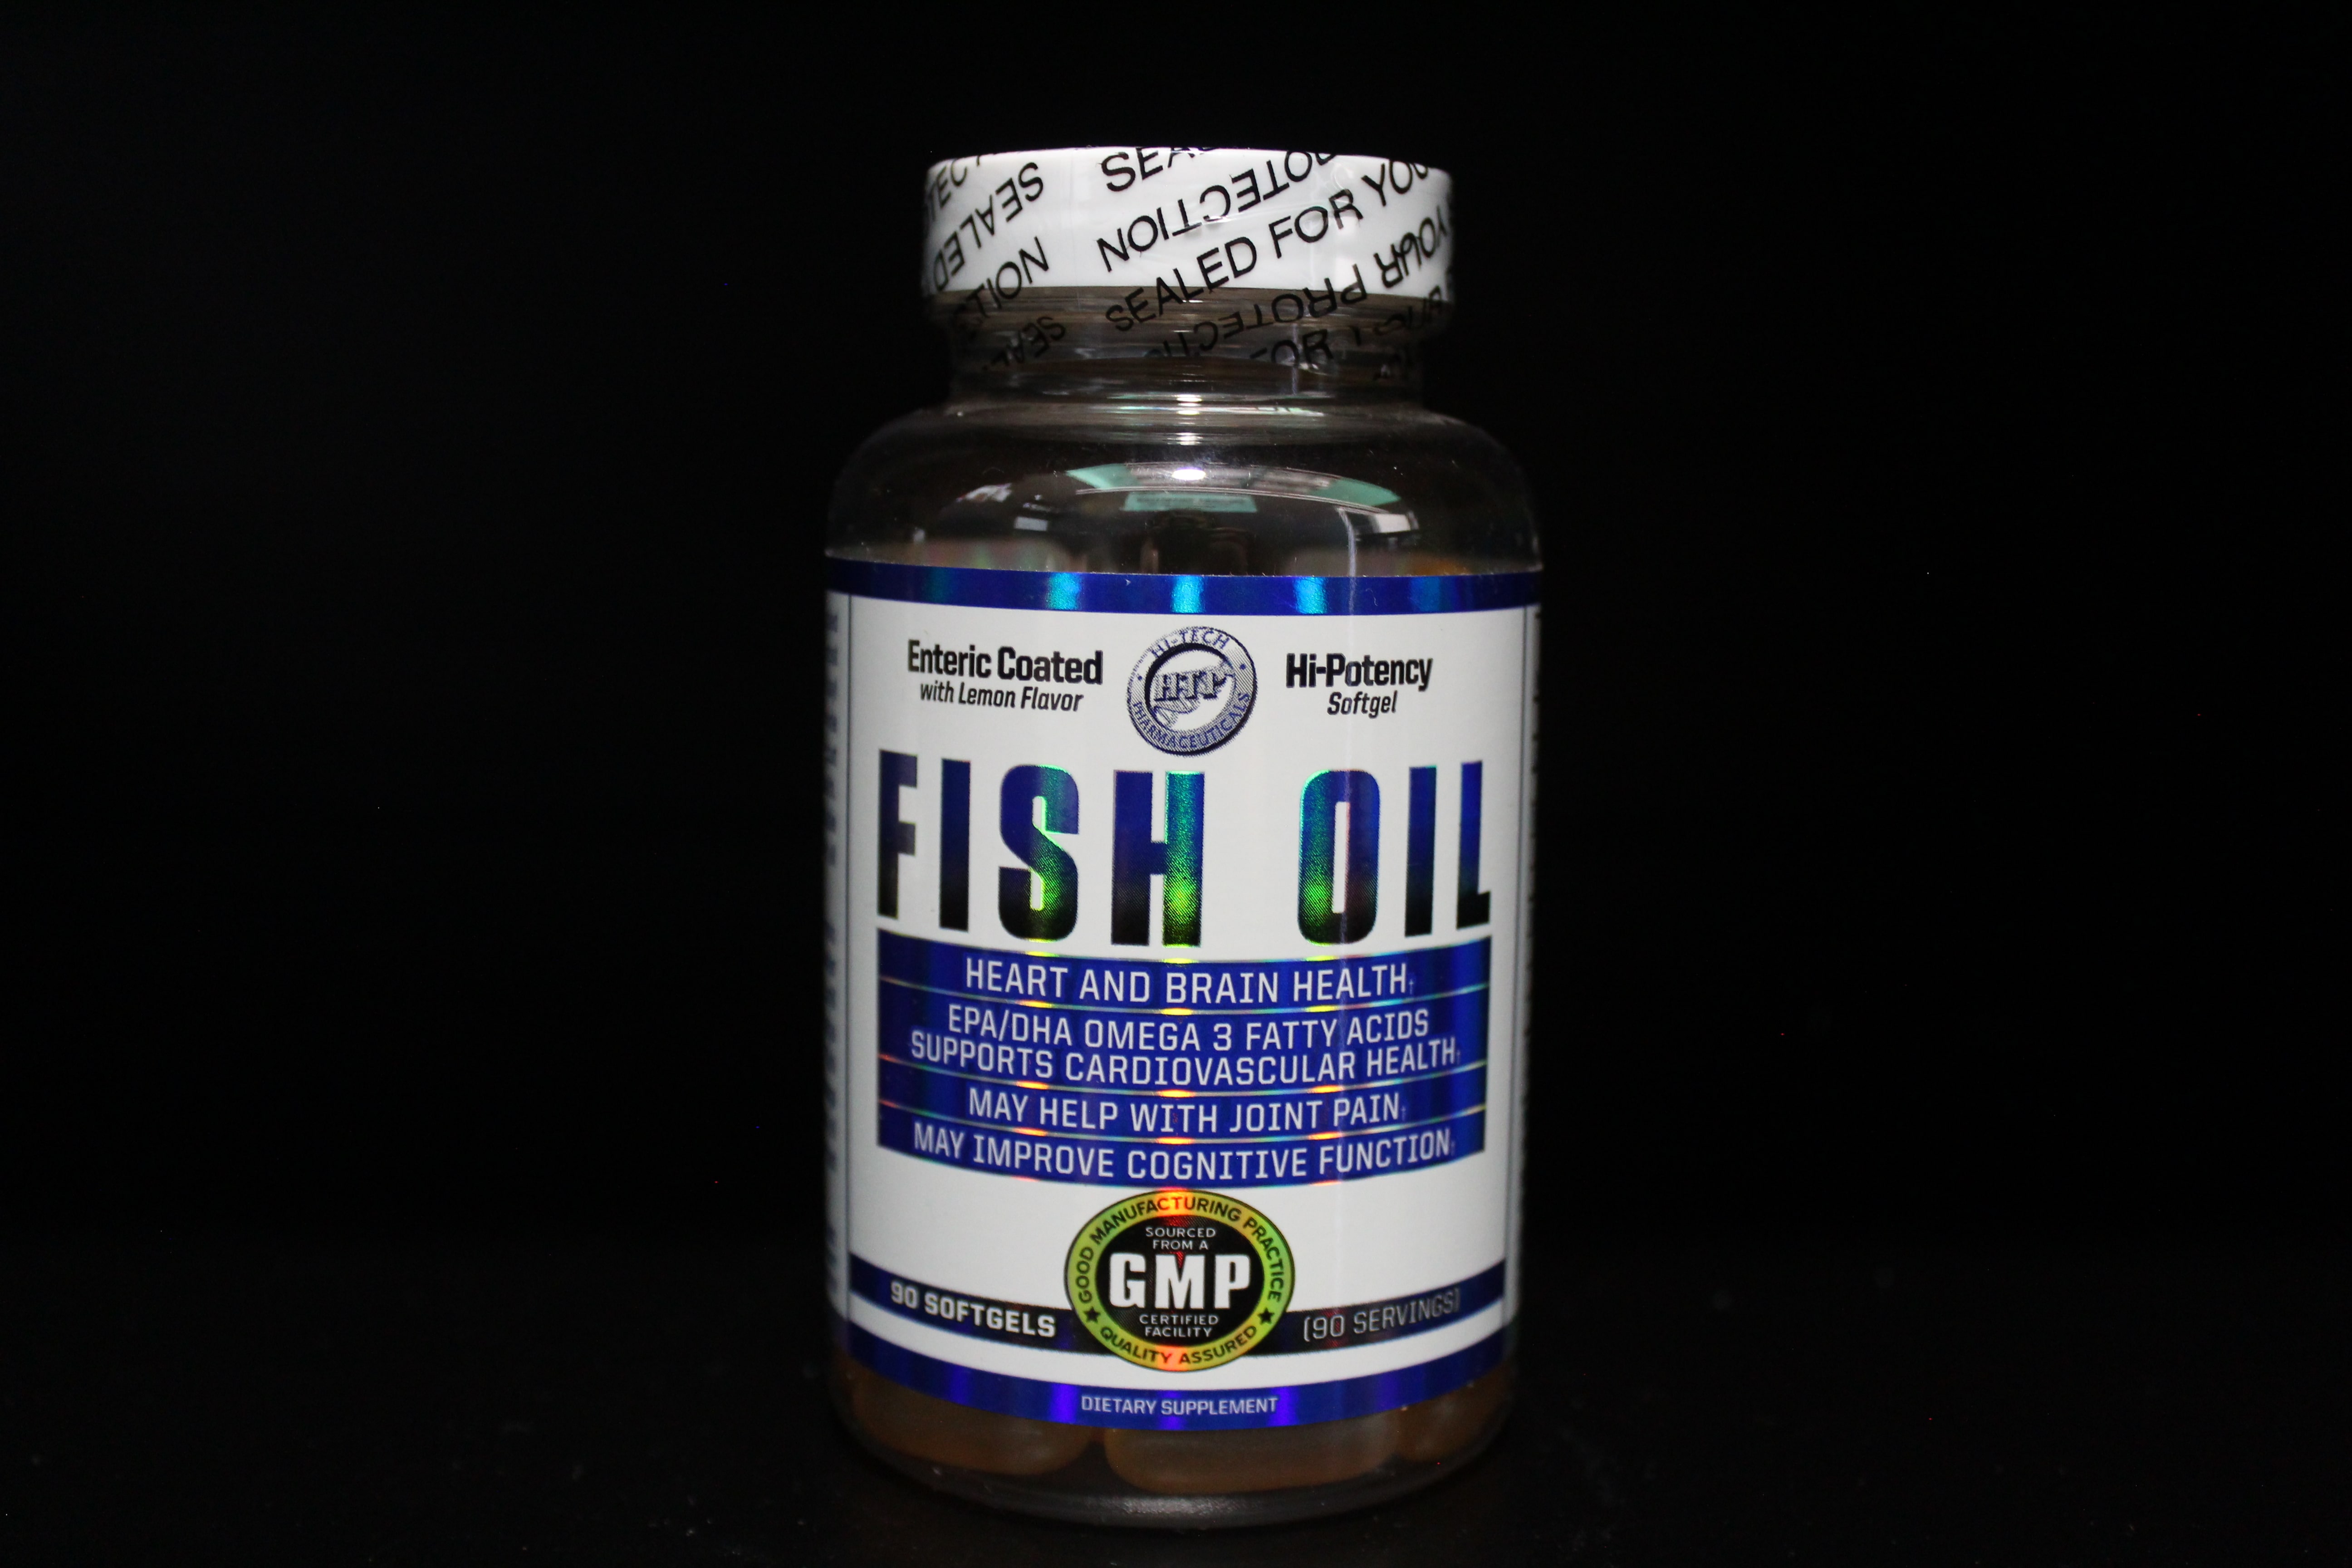 SEALED
SEALED FOR
PROTECTION
Enteric Coated
with Lemon Flavor
HI-TECH
HTP
PHARMACEUTICALS
Hi-Potency
Softgel
FISH OIL
HEART AND BRAIN HEALTH†
EPA/DHA OMEGA 3 FATTY ACIDS
SUPPORTS CARDIOVASCULAR HEALTH†
MAY HELP WITH JOINT PAIN†
MAY IMPROVE COGNITIVE FUNCTION†
GOOD MANUFACTURING PRACTICE
SOURCED
FROM A
GMP
CERTIFIED
FACILITY
QUALITY ASSURED
90 SOFTGELS
(90 SERVINGS)
DIETARY SUPPLEMENT